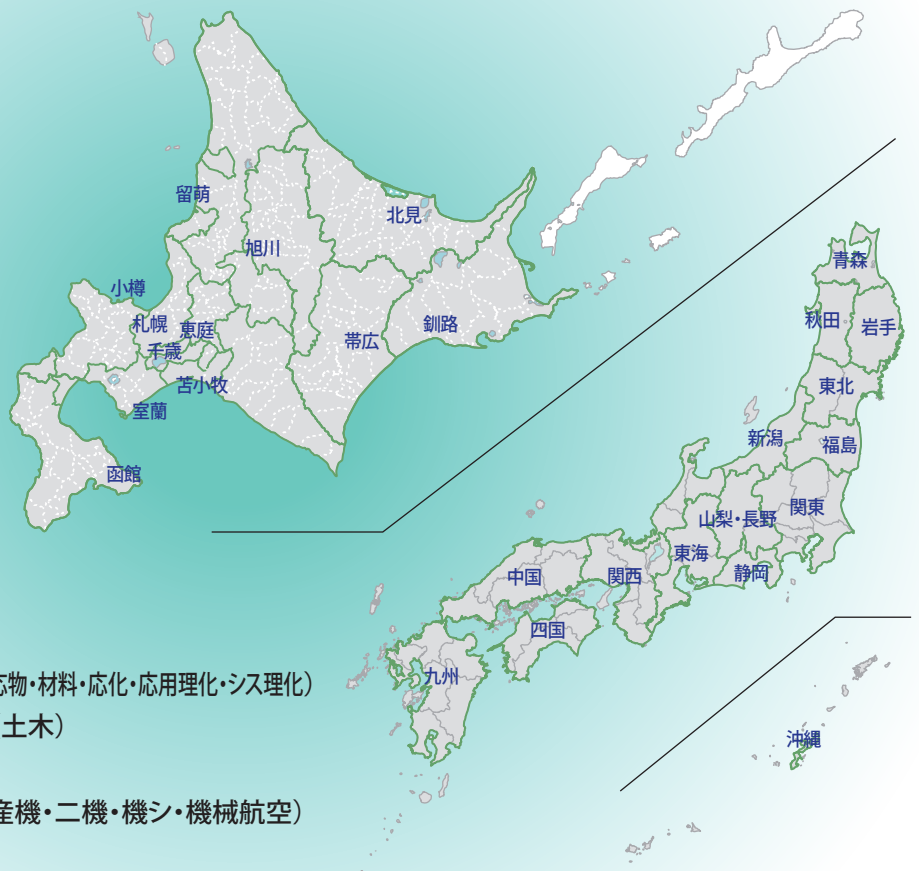 留萌
北見
旭川
小樽
札幌
恵庭
千歳
帯広
釧路
苫小牧
室蘭
函館
青森
秋田
岩手
東北
新潟
福島
山梨・長野
関東
東海
静岡
中国
関西
四国
九州
沖縄
物・材料・応化・応用理化・シス理化）
土木）
産機・二機・機シ・機械航空）